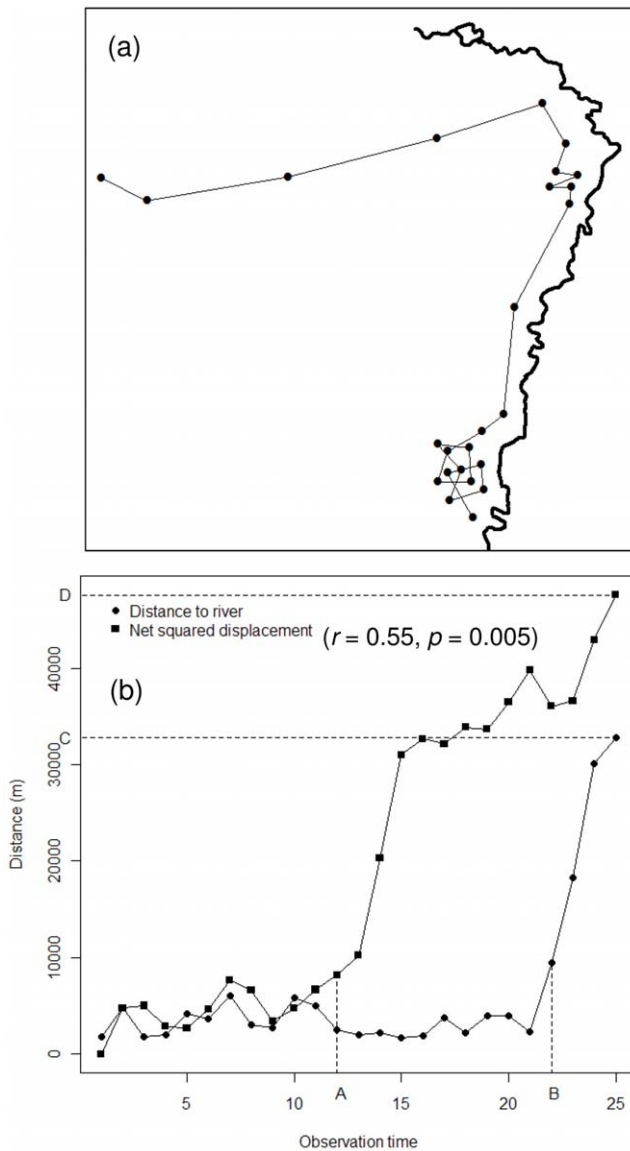 (a)
D
Distance to river
Net squared displacement (r = 0.55, p = 0.005)
(b)
C
Distance (m)
0
10000
20000
30000
40000
5
10
15
20
25
A
B
Observation time